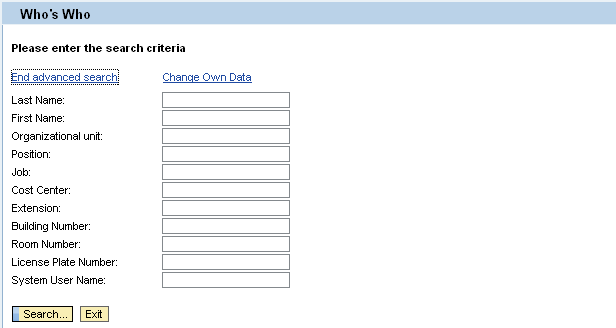 Who's Who
Please enter the search criteria
End advanced search Change Own Data
Last Name:
First Name:
Organizational unit:
Position:
Job:
Cost Center:
Extension:
Building Number:
Room Number:
License Plate Number:
System User Name:
Search... Exit